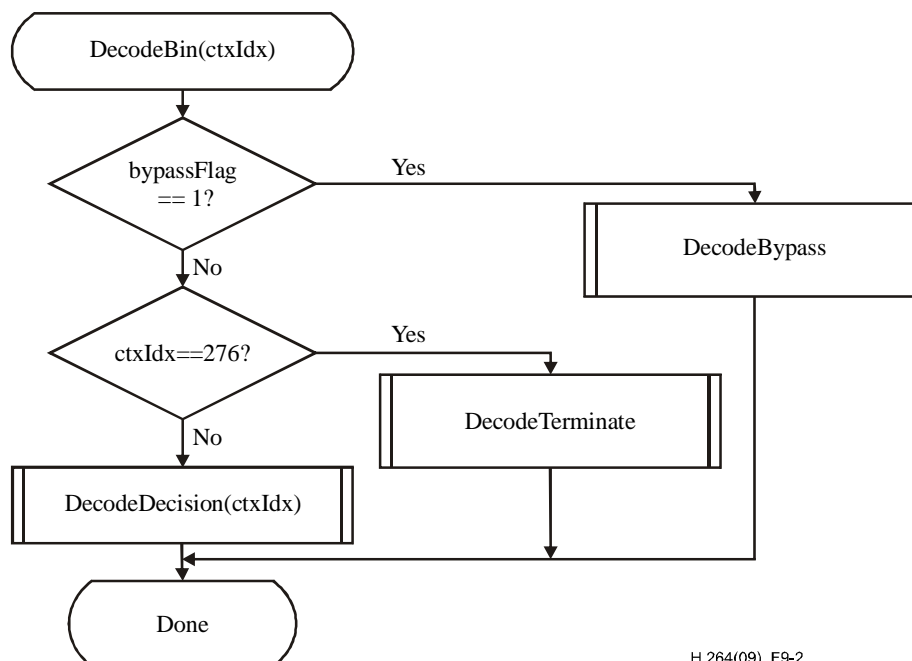 DecodeBin(ctxIdx)
bypassFlag
== 1?
Yes
DecodeBypass
No
ctxIdx==276?
Yes
DecodeTerminate
No
DecodeDecision(ctxIdx)
Done
H.264(09)_F9-2